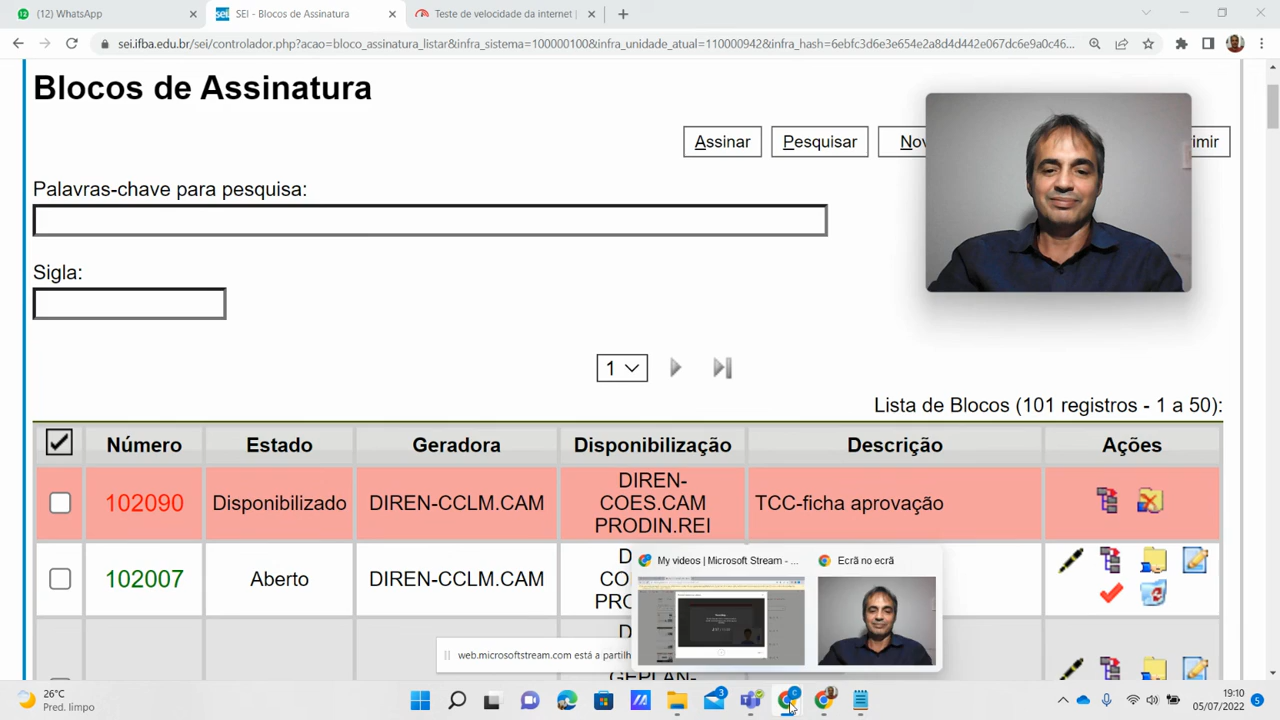 (12) WhatsApp
SEI - Blocos de Assinatura
Teste de velocidade da internet |
sei.ifba.edu.br/sei/controlador.php?acao=bloco_assinatura_listar&infra_sistema=100000100&infra_unidade_atual=110000942&infra_hash=6ebfc3d6e3e654e2a8d4d442e067dc6e9a0c46...
Blocos de Assinatura
Assinar
Pesquisar
Palavras-chave para pesquisa:
Sigla:
1
Lista de Blocos (101 registros - 1 a 50):
Número Estado Geradora Disponibilização Descrição Ações
102090 Disponibilizado DIREN-CCLM.CAM
DIREN-
COES.CAM
PRODIN.REI
TCC-ficha aprovação
102007 Aberto DIREN-CCLM.CAM
My videos | Microsoft Stream - ...
Ecrã no ecrã
web.microsoftstream.com está a partilh
26°C
Pred. limpo
3
19:10
05/07/2022
5